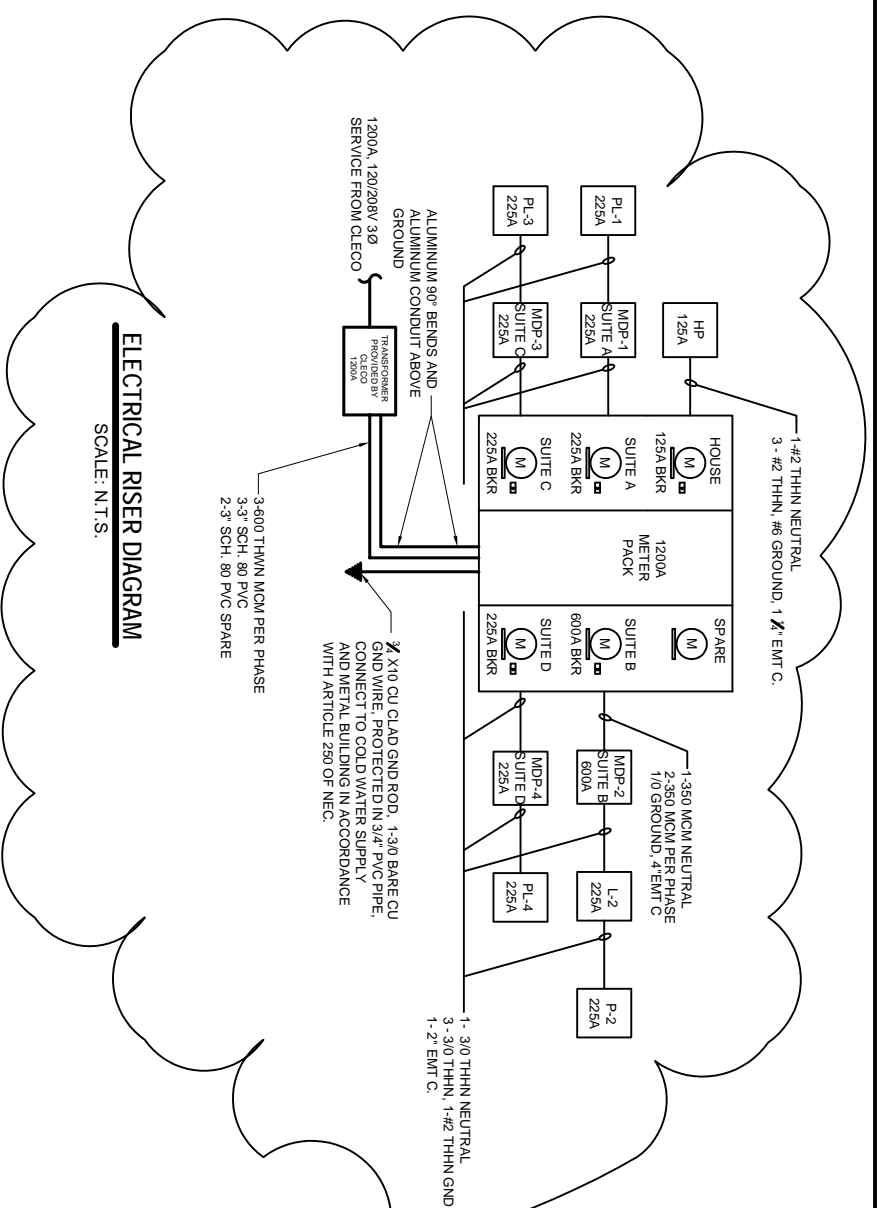 1-#2 THHN NEUTRAL
3 - #2 THHN, #6 GROUND, 1 ¼" EMT C.
1-350 MCM NEUTRAL
2-350 MCM PER PHASE
1/0 GROUND, 4"EMT C
1- 3/0 THHN NEUTRAL
3 - 3/0 THHN, 1-#2 THHN GND
1- 2" EMT C.
HP
125A
PL-1
225A
MDP-1
SUITE A
225A
PL-3
225A
MDP-3
SUITE C
225A
HOUSE
M
125A BKR
SUITE A
M
225A BKR
SUITE C
M
225A BKR
1200A
METER
PACK
SPARE
M
SUITE B
M
600A BKR
SUITE D
M
225A BKR
MDP-2
SUITE B
600A
L-2
225A
P-2
225A
MDP-4
SUITE D
225A
PL-4
225A
ALUMINUM 90° BENDS AND
ALUMINUM CONDUIT ABOVE
GROUND
1200A, 120/208V 3Ø
SERVICE FROM CLECO
TRANSFORMER
PROVIDED BY
CLECO
1200A
¾ X10 CU CLAD GND ROD, 1-3/0 BARE CU
GND WIRE, PROTECTED IN 3/4" PVC PIPE,
CONNECT TO COLD WATER SUPPLY
AND METAL BUILDING IN ACCORDANCE
WITH ARTICLE 250 OF NEC.
3-600 THWN MCM PER PHASE
3-3" SCH. 80 PVC
2-3" SCH. 80 PVC SPARE
ELECTRICAL RISER DIAGRAM
SCALE: N.T.S.